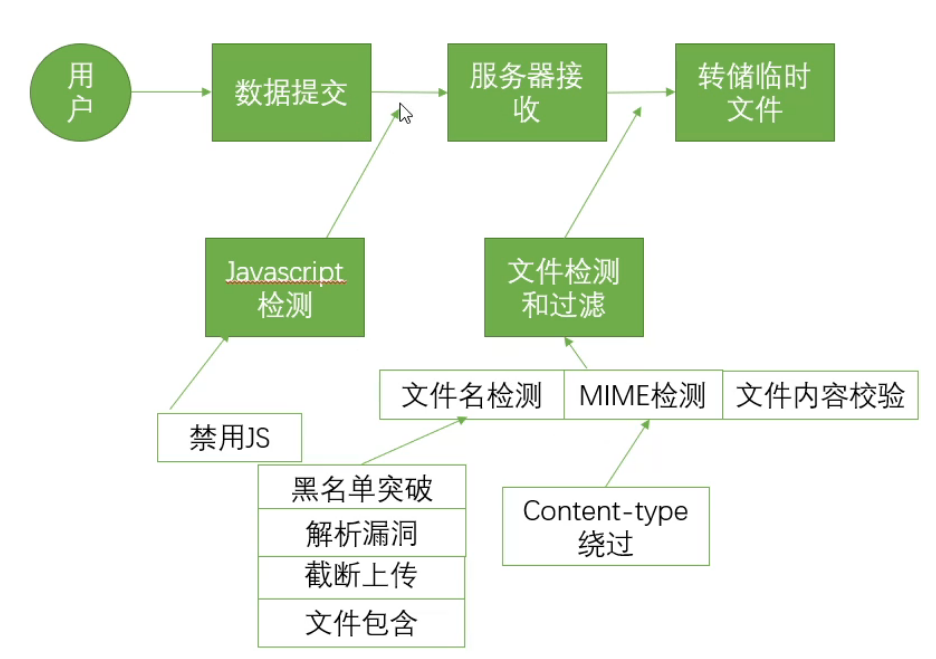 用
户
数据提交
服务器接
收
转储临时
文件
Javascript
检测
文件检测
和过滤
文件名检测
MIME检测
文件内容校验
禁用JS
黑名单突破
解析漏洞
截断上传
文件包含
Content-type
绕过